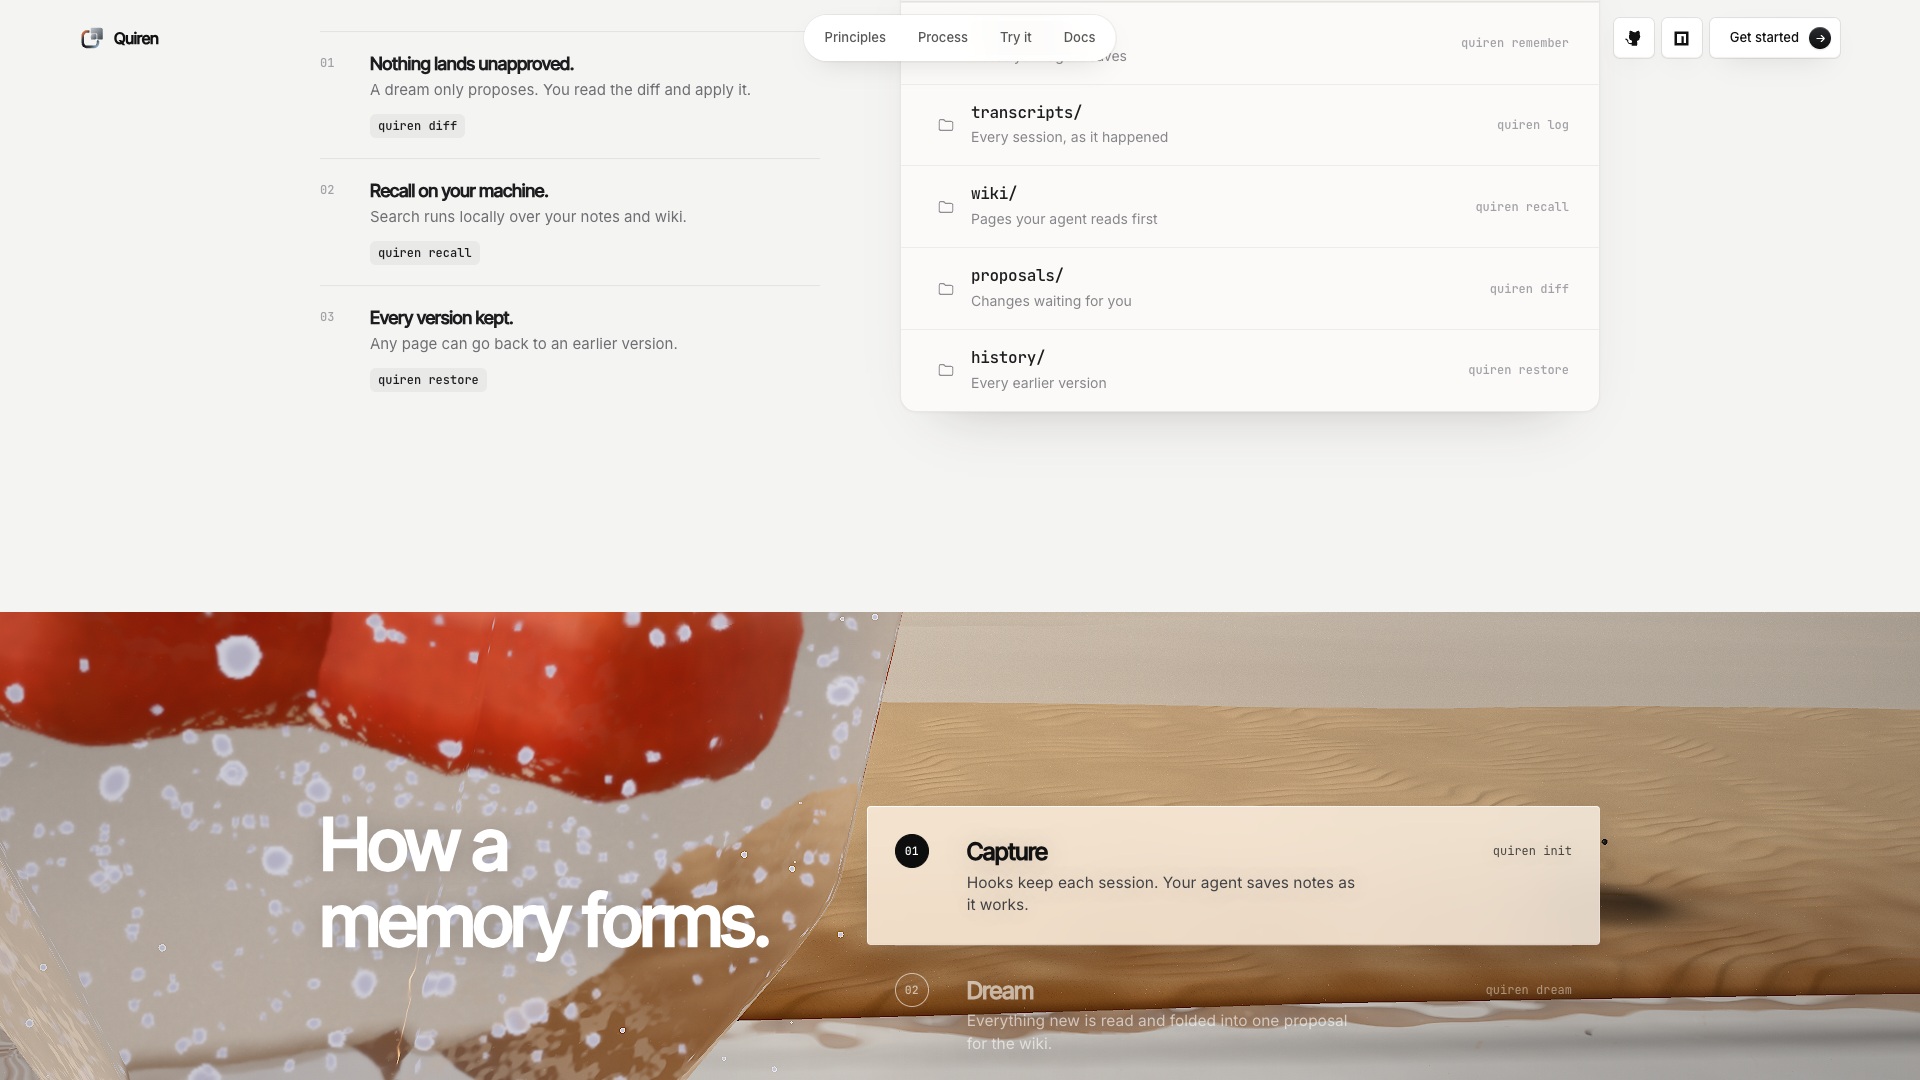 Quiren
Principles
Process
Try it
Docs
Get started
01
Nothing lands unapproved.
A dream only proposes. You read the diff and apply it.
quiren diff
02
Recall on your machine.
Search runs locally over your notes and wiki.
quiren recall
03
Every version kept.
Any page can go back to an earlier version.
quiren restore
quiren remember
transcripts/
Every session, as it happened
quiren log
wiki/
Pages your agent reads first
quiren recall
proposals/
Changes waiting for you
quiren diff
history/
Every earlier version
quiren restore
How a
memory forms.
01
Capture
quiren init
Hooks keep each session. Your agent saves notes as
it works.
02
Dream
quiren dream
Everything new is read and folded into one proposal
for the wiki.